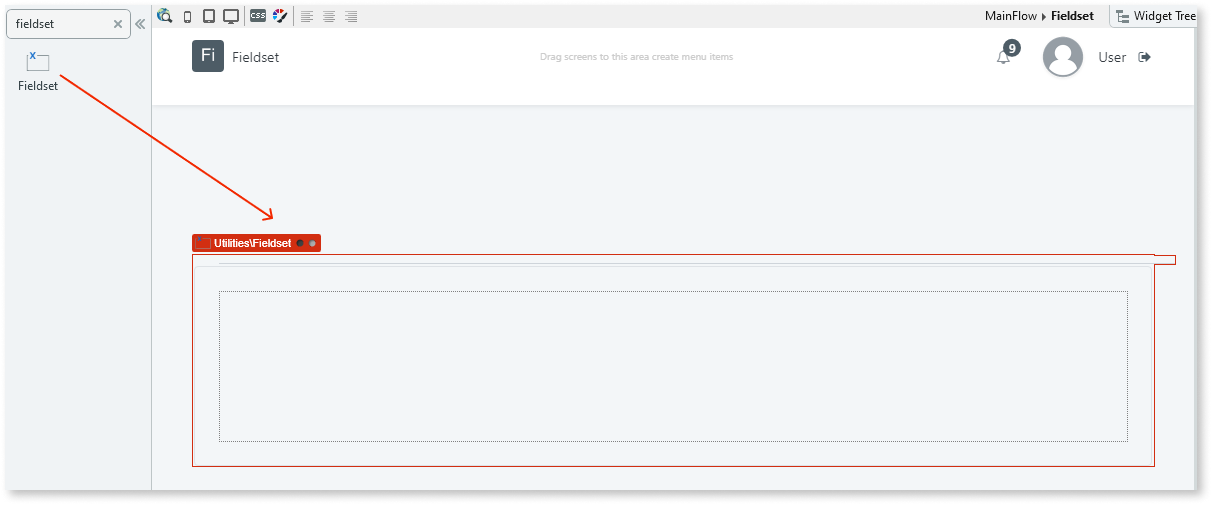 fieldset
Fieldset
css
MainFlow Fieldset
Widget Tree
Fi
Fieldset
Drag screens to this area create menu items
9
User
Utilities\Fieldset